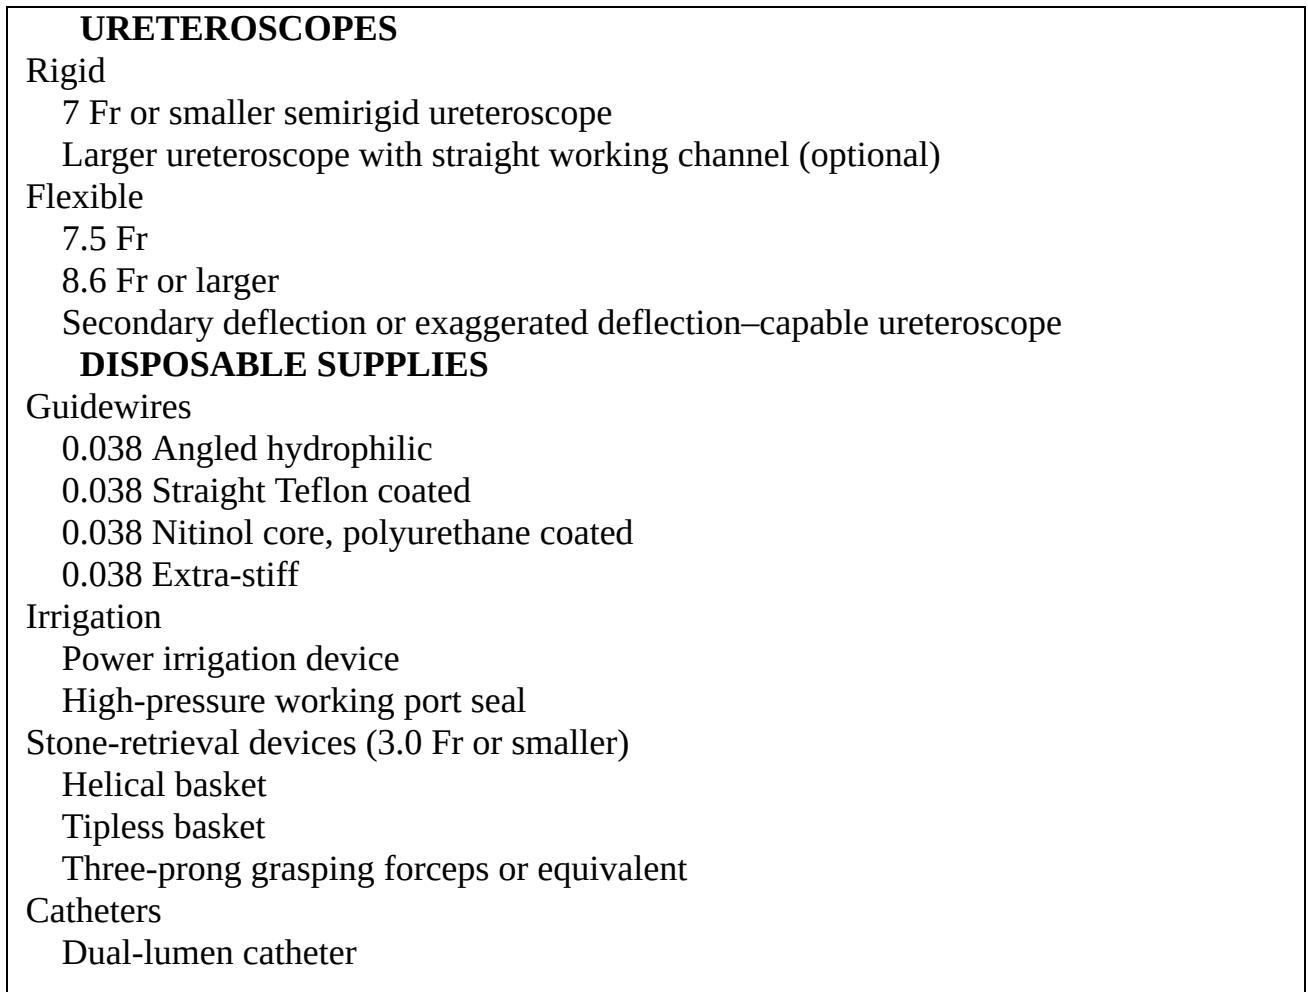 URETEROSCOPES
Rigid
7 Fr or smaller semirigid ureteroscope
Larger ureteroscope with straight working channel (optional)
Flexible
7.5 Fr
8.6 Fr or larger
Secondary deflection or exaggerated deflection–capable ureteroscope
DISPOSABLE SUPPLIES
Guidewires
0.038 Angled hydrophilic
0.038 Straight Teflon coated
0.038 Nitinol core, polyurethane coated
0.038 Extra-stiff
Irrigation
Power irrigation device
High-pressure working port seal
Stone-retrieval devices (3.0 Fr or smaller)
Helical basket
Tipless basket
Three-prong grasping forceps or equivalent
Catheters
Dual-lumen catheter